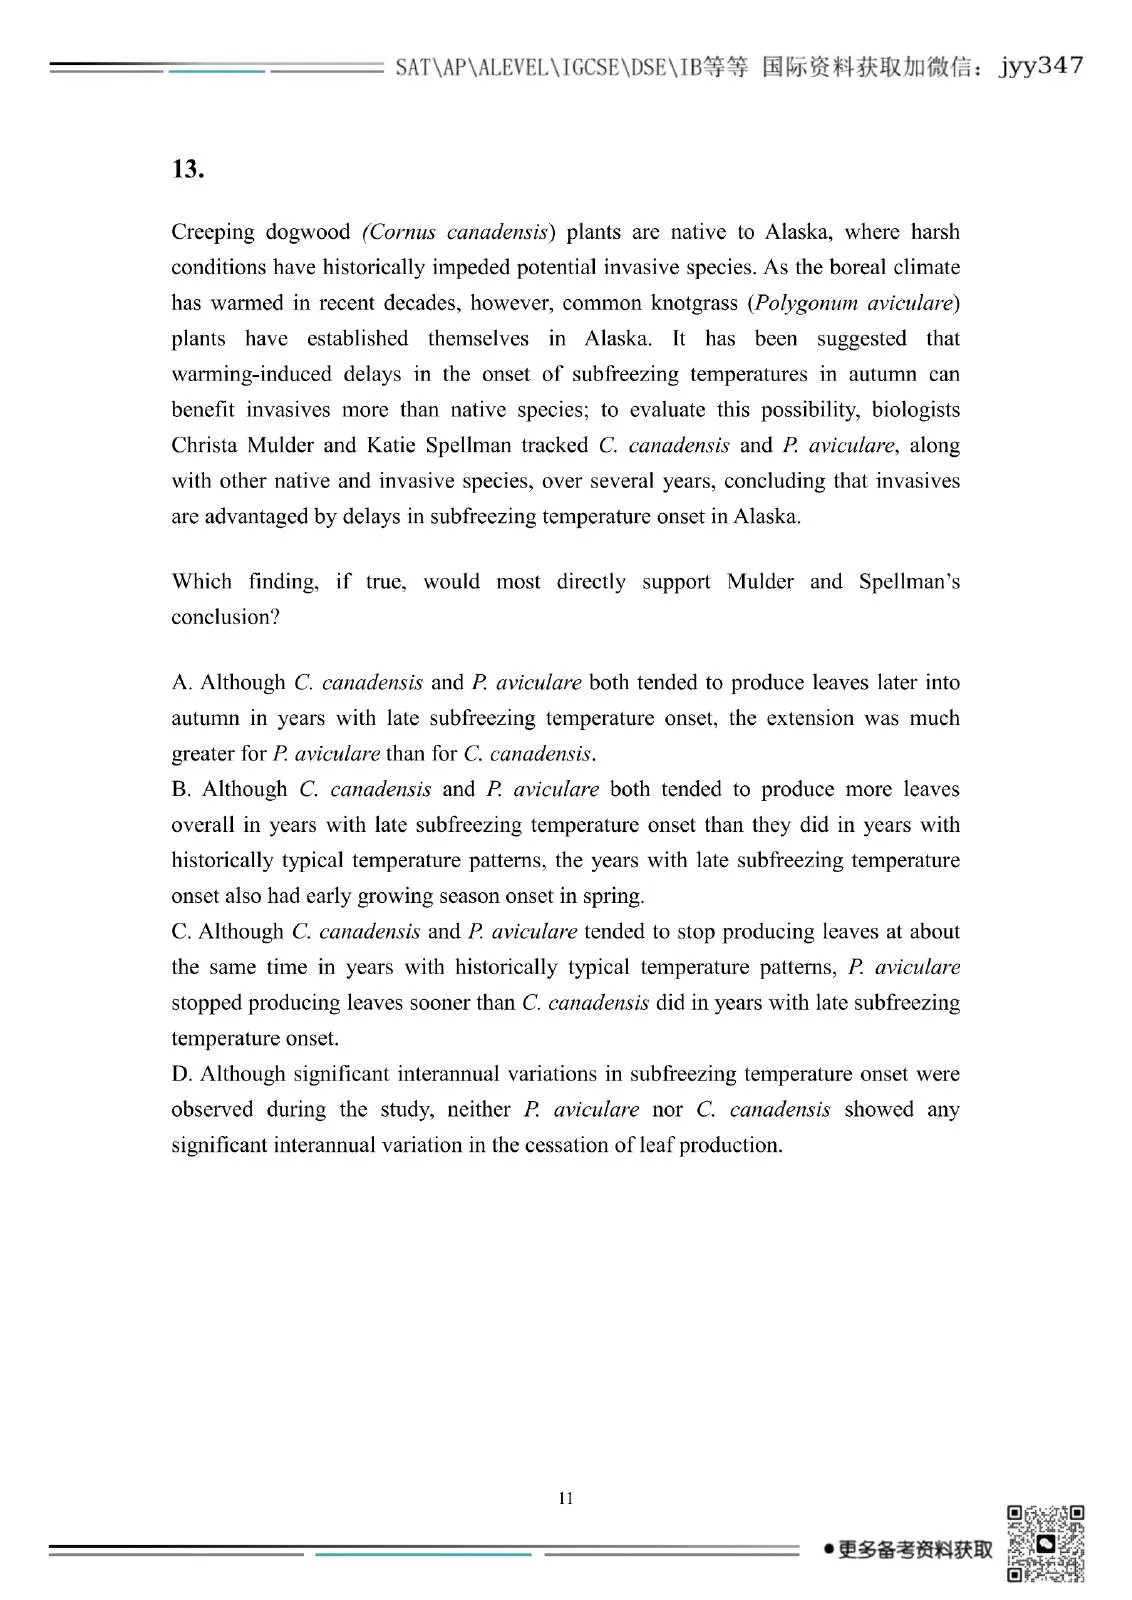 SAT\AP\ALEVEL\IGCSE\DSE\IB等等 国际资料获取加微信: jyy347
13.
Creeping dogwood (Cornus canadensis) plants are native to Alaska, where harsh
conditions have historically impeded potential invasive species. As the boreal climate
has warmed in recent decades, however, common knotgrass (Polygonum aviculare)
plants have established themselves in Alaska. It has been suggested that
warming-induced delays in the onset of subfreezing temperatures in autumn can
benefit invasives more than native species; to evaluate this possibility, biologists
Christa Mulder and Katie Spellman tracked C. canadensis and P. aviculare, along
with other native and invasive species, over several years, concluding that invasives
are advantaged by delays in subfreezing temperature onset in Alaska.
Which finding, if true, would most directly support Mulder and Spellman's
conclusion?
A. Although C. canadensis and P. aviculare both tended to produce leaves later into
autumn in years with late subfreezing temperature onset, the extension was much
greater for P. aviculare than for C. canadensis.
B. Although C. canadensis and P. aviculare both tended to produce more leaves
overall in years with late subfreezing temperature onset than they did in years with
historically typical temperature patterns, the years with late subfreezing temperature
onset also had early growing season onset in spring.
C. Although C. canadensis and P. aviculare tended to stop producing leaves at about
the same time in years with historically typical temperature patterns, P. aviculare
stopped producing leaves sooner than C. canadensis did in years with late subfreezing
temperature onset.
D. Although significant interannual variations in subfreezing temperature onset were
observed during the study, neither P. aviculare nor C. canadensis showed any
significant interannual variation in the cessation of leaf production.
11
●更多备考资料获取